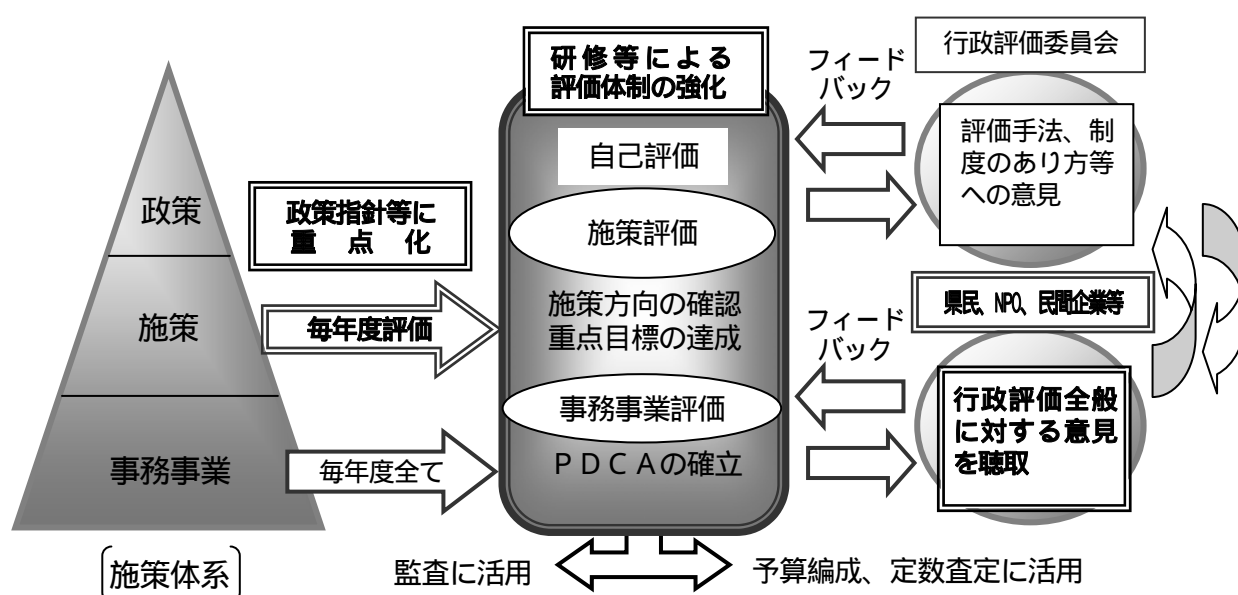 研修等による
評価体制の強化
フィード
バック
行政評価委員会
自己評価
評価手法、制
度のあり方等
への意見
政策
政策指針等に
重点化
施策評価
施策
毎年度評価
施策方向の確認
重点目標の達成
フィード
バック
県民、NPO、民間企業等
事務事業評価
行政評価全般
に対する意見
を聴取
事務事業
毎年度全て
ＰＤＣＡの確立
施策体系
監査に活用
予算編成、定数査定に活用